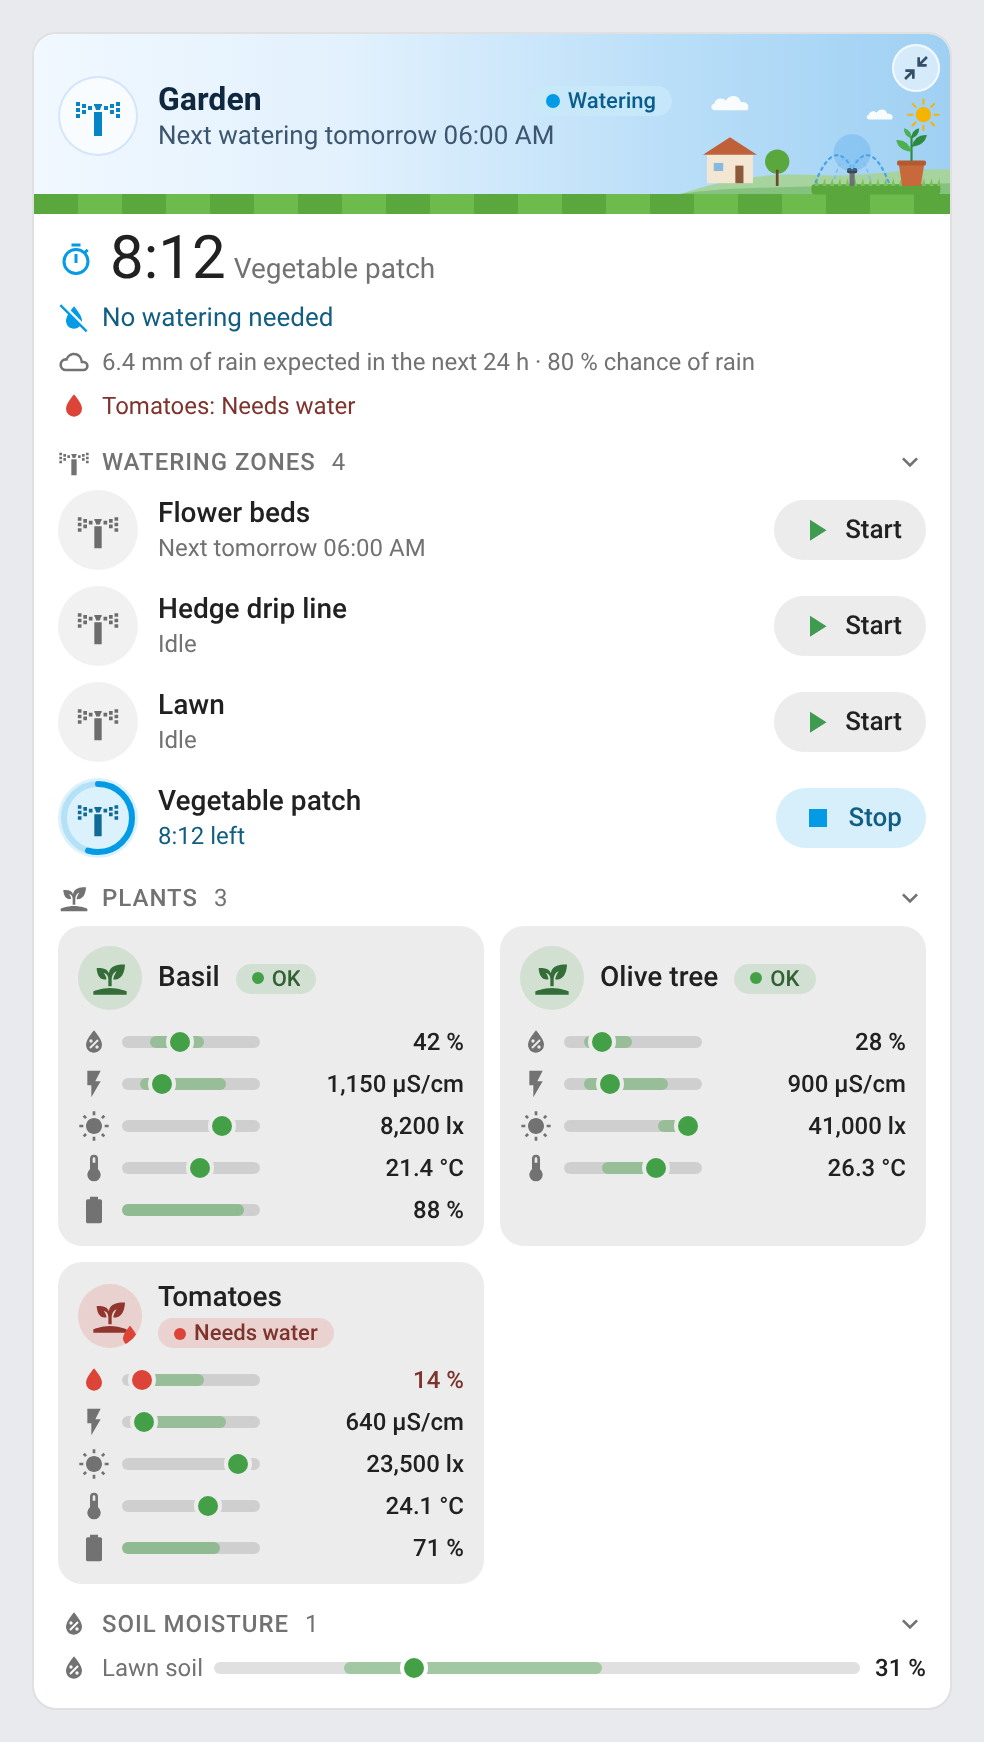 Garden
Watering
Next watering tomorrow 06:00 AM
8:12 Vegetable patch
No watering needed
6.4 mm of rain expected in the next 24 h · 80 % chance of rain
Tomatoes: Needs water
WATERING ZONES 4
Flower beds
Next tomorrow 06:00 AM
Start
Hedge drip line
Idle
Start
Lawn
Idle
Start
Vegetable patch
8:12 left
Stop
PLANTS 3
Basil OK
42 %
1,150 µS/cm
8,200 lx
21.4 °C
88 %
Olive tree OK
28 %
900 µS/cm
41,000 lx
26.3 °C
Tomatoes
Needs water
14 %
640 µS/cm
23,500 lx
24.1 °C
71 %
SOIL MOISTURE 1
Lawn soil 31 %